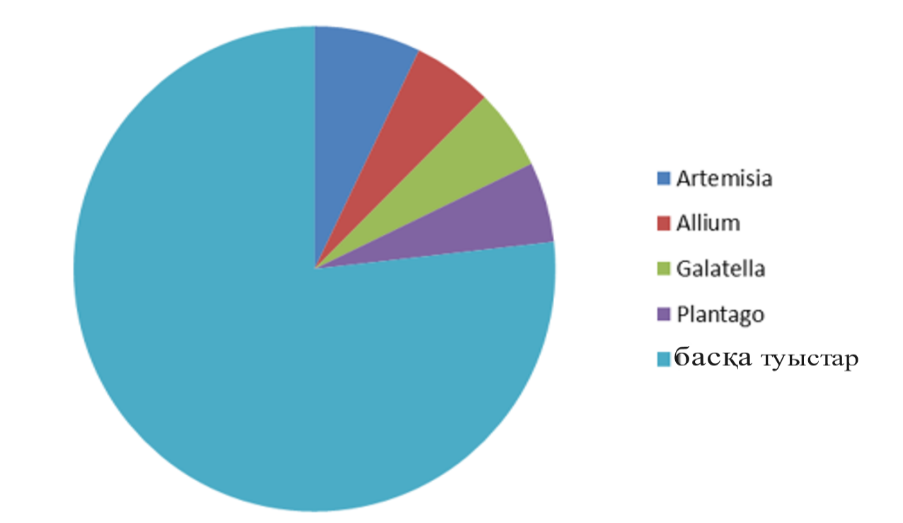 Artemisia
Allium
Galatella
Plantago
басқа туыстар